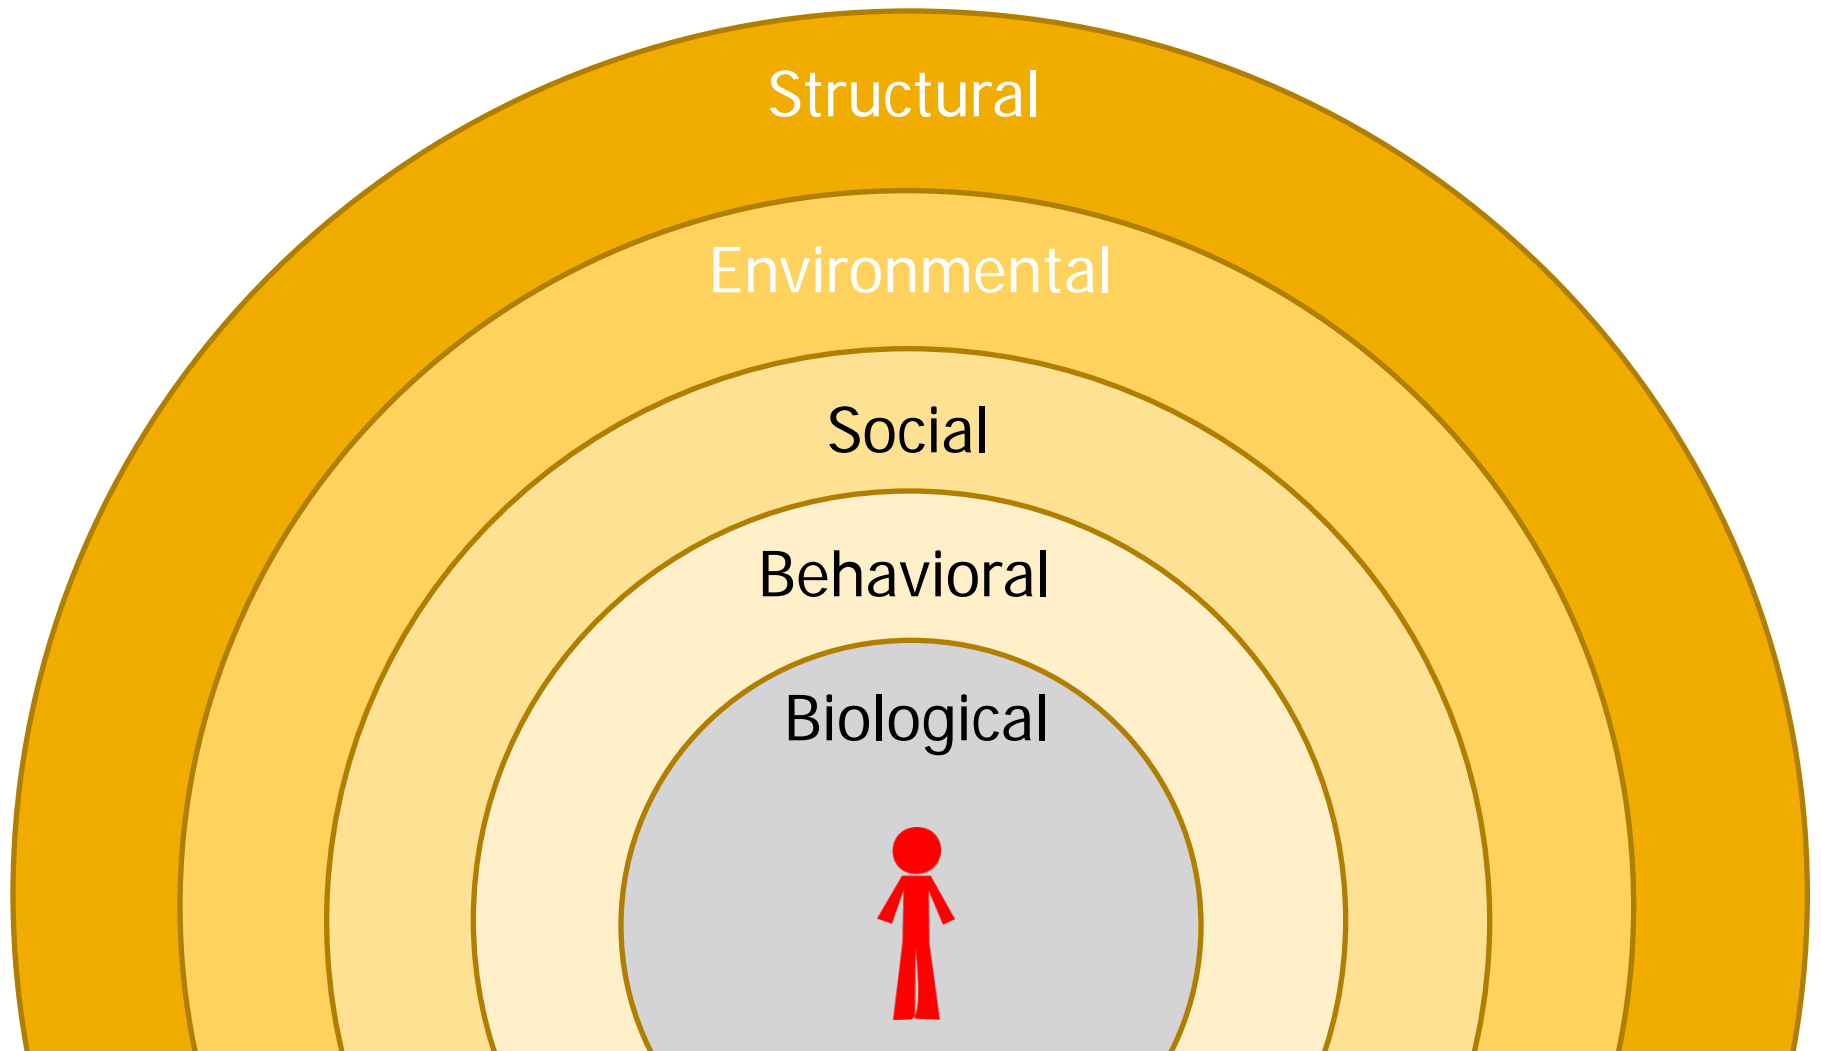 Structural
Environmental
Social
Behavioral
Biological